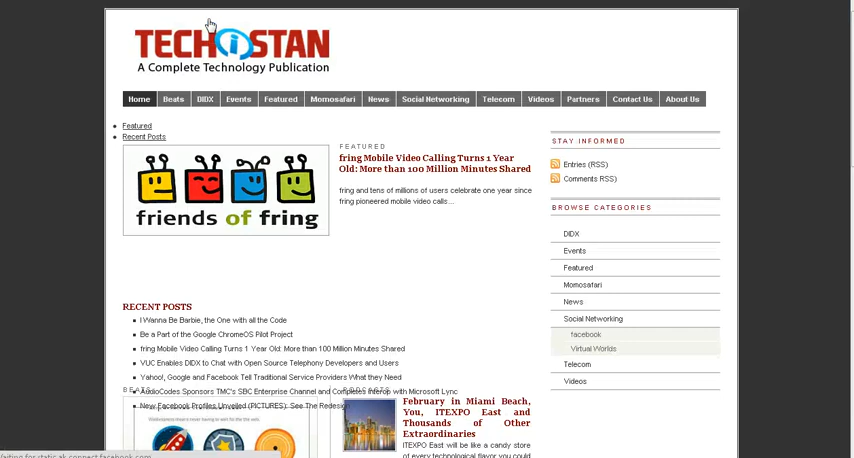 TECHiSTAN
A Complete Technology Publication
Home Beats DIDX Events Featured Momosafari News Social Networking Telecom Videos Partners Contact Us About Us
Featured
Recent Posts
friends of fring
FEATURED
fring Mobile Video Calling Turns 1 Year
Old: More than 100 Million Minutes Shared
fring and tens of millions of users celebrate one year since
fring pioneered mobile video calls...
RECENT POSTS
I Wanna Be Barbie, the One with all the Code
Be a Part of the Google ChromeOS Pilot Project
fring Mobile Video Calling Turns 1 Year Old: More than 100 Million Minutes Shared
VUC Enables DIDX to Chat with Open Source Telephony Developers and Users
Yahoo!, Google and Facebook Tell Traditional Service Providers What they Need
AudioCodes Sponsors TMC's SBC Enterprise Channel and Completes Interop with Microsoft Lync
New Facebook Profiles Unveiled (PICTURES): See The Redesign
BEATS
PODCASTS
February in Miami Beach,
You, ITEXPO East and
Thousands of Other
Extraordinaries
ITEXPO East will be like a candy store
of every technological flavor you could
STAY INFORMED
Entries (RSS)
Comments RSS)
BROWSE CATEGORIES
DIDX
Events
Featured
Momosafari
News
Social Networking
facebook
Virtual Worlds
Telecom
Videos
Waiting for static.ak.connect.facebook.com